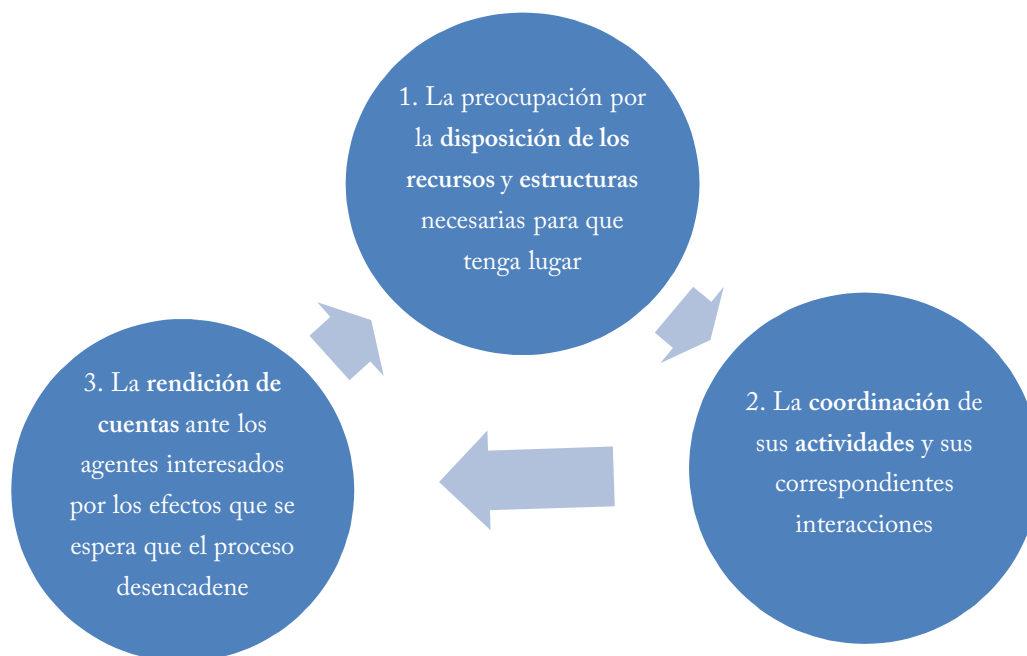 1. La preocupación por
la disposición de los
recursos y estructuras
necesarias para que
tenga lugar
2. La coordinación de
sus actividades y sus
correspondientes
interacciones
3. La rendición de
cuentas ante los
agentes interesados
por los efectos que se
espera que el proceso
desencadene